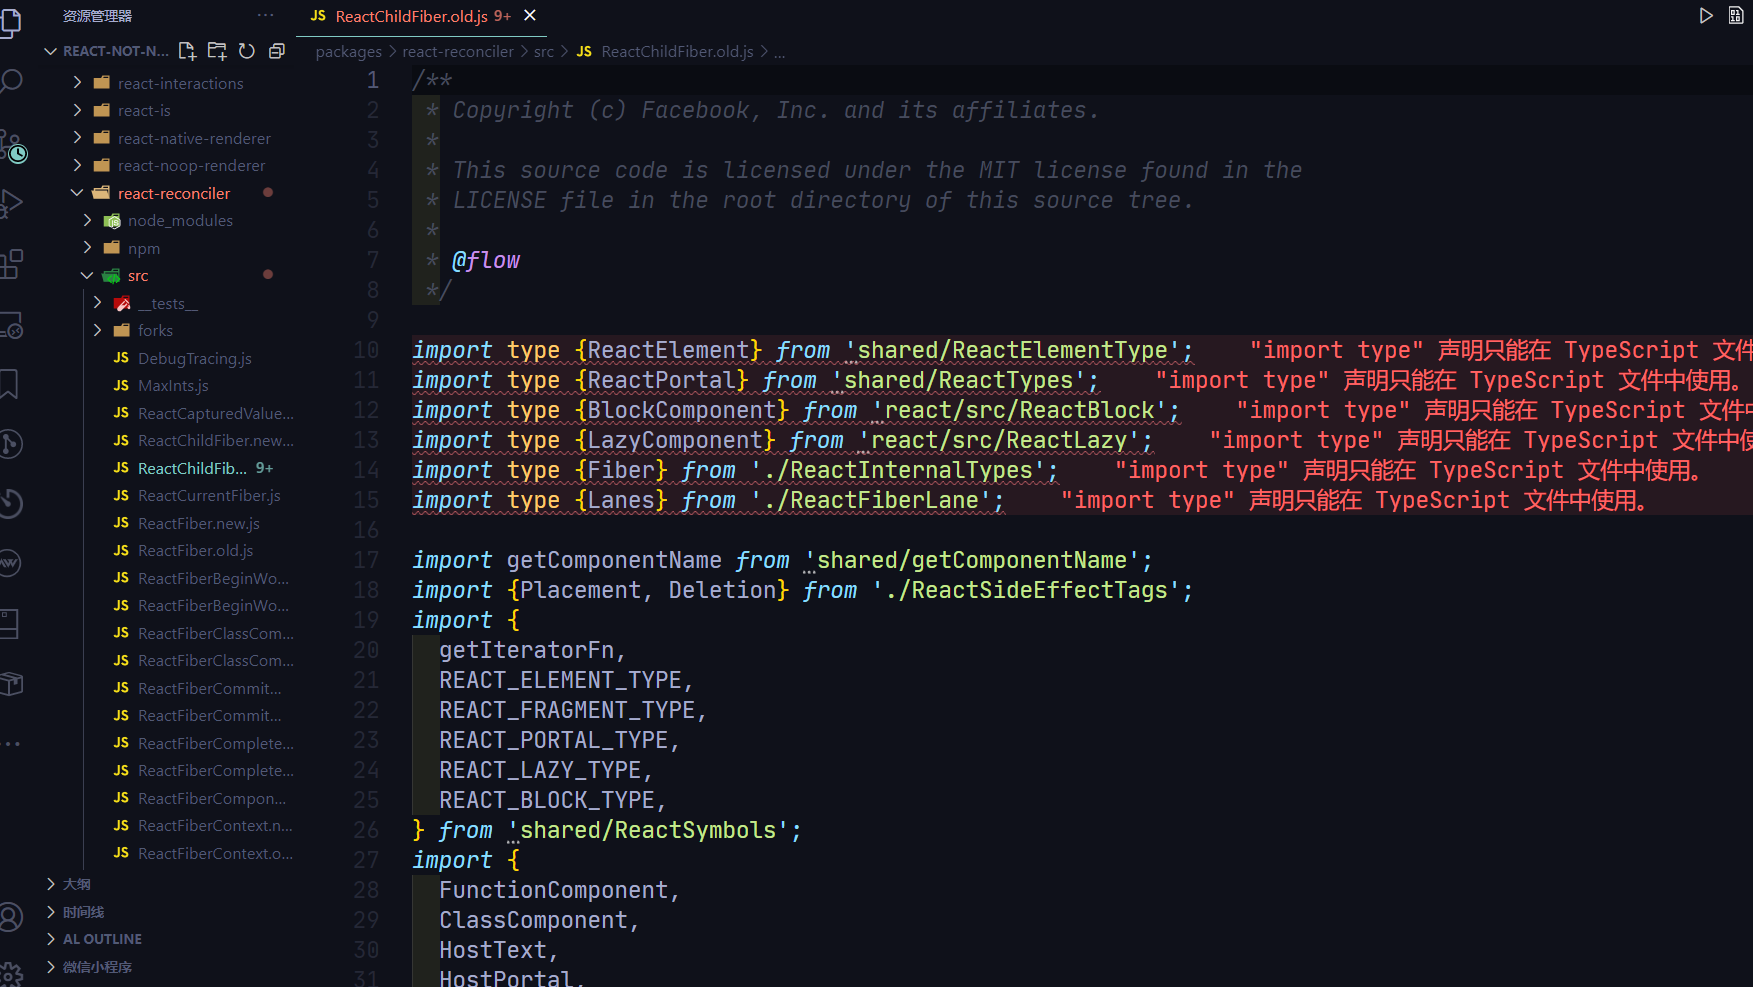 资源管理器
REACT-NOT-N...
react-interactions
react-is
react-native-renderer
react-noop-renderer
react-reconciler
node_modules
npm
src
__tests__
forks
JS DebugTracing.js
JS MaxInts.js
JS ReactCapturedValue...
JS ReactChildFiber.new...
JS ReactChildFib... 9+
JS ReactCurrentFiber.js
JS ReactFiber.new.js
JS ReactFiber.old.js
JS ReactFiberBeginWo...
JS ReactFiberBeginWo...
JS ReactFiberClassCom...
JS ReactFiberClassCom...
JS ReactFiberCommit...
JS ReactFiberCommit...
JS ReactFiberComplete...
JS ReactFiberComplete...
JS ReactFiberCompon...
JS ReactFiberContext.n...
JS ReactFiberContext.o...
大纲
时间线
AL OUTLINE
微信小程序
JS ReactChildFiber.old.js 9+
packages > react-reconciler > src > JS ReactChildFiber.old.js > ...
1 /**
2 * Copyright (c) Facebook, Inc. and its affiliates.
3 *
4 * This source code is licensed under the MIT license found in the
5 * LICENSE file in the root directory of this source tree.
6 *
7 * @flow
8 */
9
10 import type {ReactElement} from 'shared/ReactElementType'; "import type" 声明只能在 TypeScript 文件
11 import type {ReactPortal} from 'shared/ReactTypes'; "import type" 声明只能在 TypeScript 文件中使用。
12 import type {BlockComponent} from 'react/src/ReactBlock'; "import type" 声明只能在 TypeScript 文件中
13 import type {LazyComponent} from 'react/src/ReactLazy'; "import type" 声明只能在 TypeScript 文件中使
14 import type {Fiber} from './ReactInternalTypes'; "import type" 声明只能在 TypeScript 文件中使用。
15 import type {Lanes} from './ReactFiberLane'; "import type" 声明只能在 TypeScript 文件中使用。
16
17 import getComponentName from 'shared/getComponentName';
18 import {Placement, Deletion} from './ReactSideEffectTags';
19 import {
20 getIteratorFn,
21 REACT_ELEMENT_TYPE,
22 REACT_FRAGMENT_TYPE,
23 REACT_PORTAL_TYPE,
24 REACT_LAZY_TYPE,
25 REACT_BLOCK_TYPE,
26 } from 'shared/ReactSymbols';
27 import {
28 FunctionComponent,
29 ClassComponent,
30 HostText,
31 HostPortal,